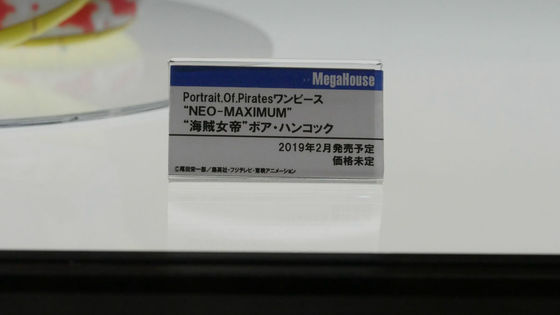 MegaHouse
Portrait.Of.Piratesワンピース
"NEO-MAXIMUM"
"海賊女帝"ボア・ハンコック
2019年2月発売予定
価格未定
©尾田栄一郎/集英社・フジテレビ・東映アニメーション